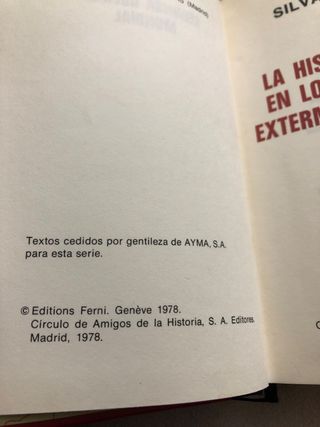 (Madrid)
SILVA
LA HIS
EN LO
EXTERM
Textos cedidos por gentileza de AYMA, S.A.
para esta serie.
© Editions Ferni. Genève 1978.
Círculo de Amigos de la Historia, S. A. Editores.
Madrid, 1978.